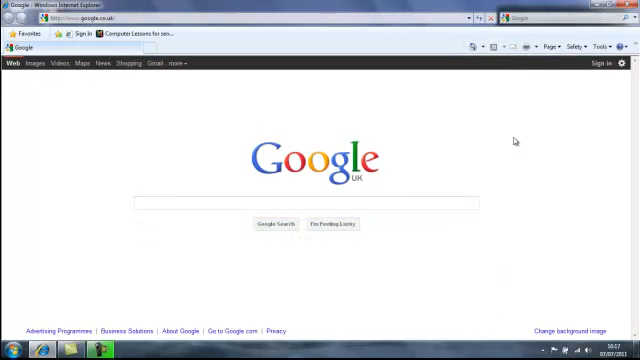 Google - Windows Internet Explorer
http://www.google.co.uk/
Google
Favorites Sign In Computer Lessons for sen...
Google
Page Safety Tools
Web Images Videos Maps News Shopping Gmail more Sign in
Google
UK
Google Search I'm Feeling Lucky
Advertising Programmes Business Solutions About Google Go to Google.com Privacy Change background image
16:17
02/07/2011